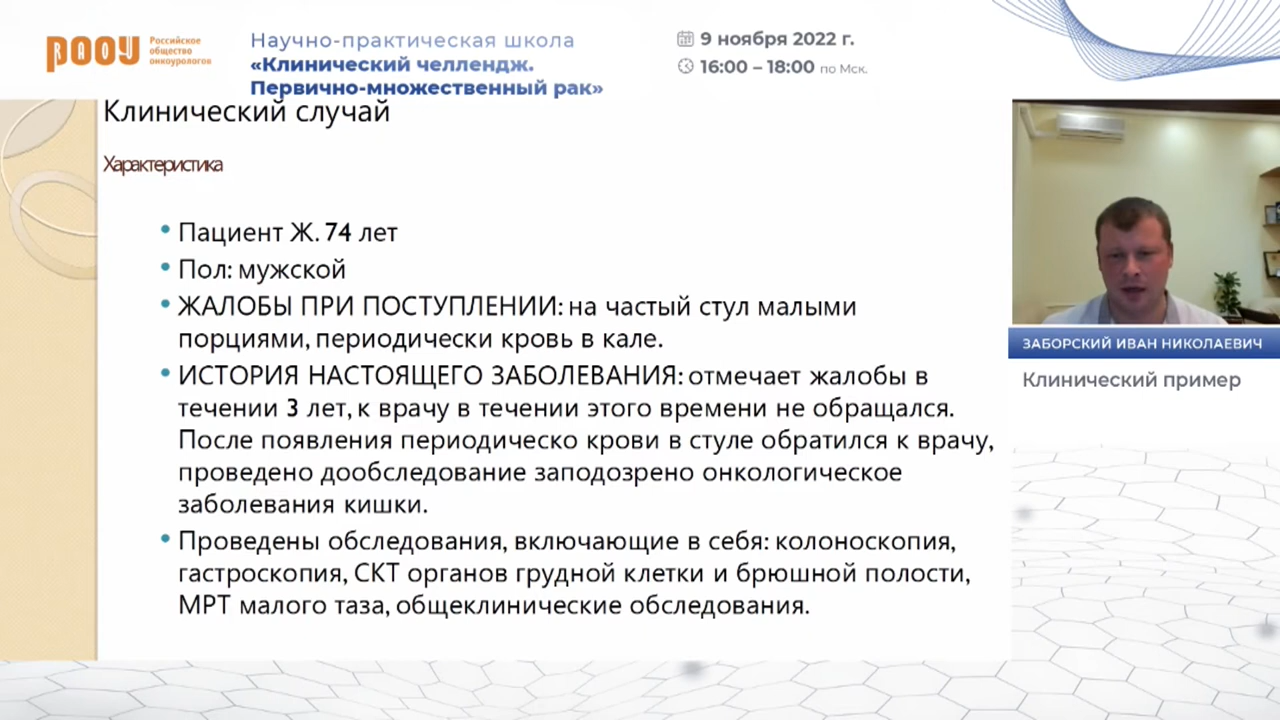 РАОУ
Российское
общество
онкоурологов
Научно-практическая школа
«Клинический челлендж.
Первично-множественный рак»
9 ноября 2022 г.
16:00 – 18:00 по Мск.
Клинический случай
Характеристика
• Пациент Ж. 74 лет
• Пол: мужской
• ЖАЛОБЫ ПРИ ПОСТУПЛЕНИИ: на частый стул малыми
порциями, периодически кровь в кале.
• ИСТОРИЯ НАСТОЯЩЕГО ЗАБОЛЕВАНИЯ: отмечает жалобы в
течении 3 лет, к врачу в течении этого времени не обращался.
После появления периодическо крови в стуле обратился к врачу,
проведено дообследование заподозрено онкологическое
заболевания кишки.
• Проведены обследования, включающие в себя: колоноскопия,
гастроскопия, СКТ органов грудной клетки и брюшной полости,
МРТ малого таза, общеклинические обследования.
ЗАБОРСКИЙ ИВАН НИКОЛАЕВИЧ
Клинический пример